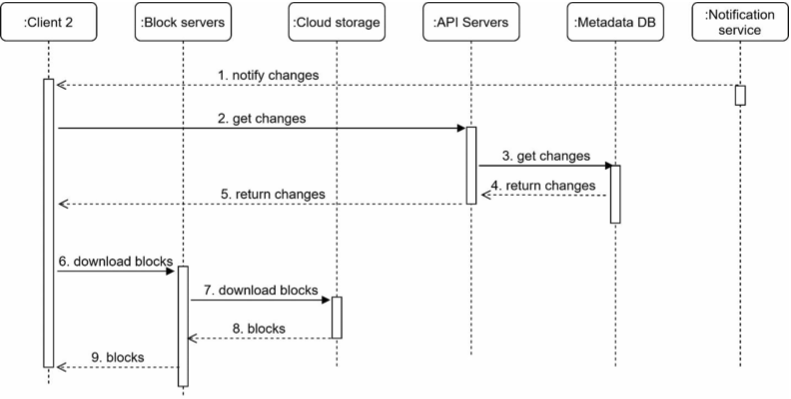 :Client 2
:Block servers
:Cloud storage
:API Servers
:Metadata DB
:Notification
service
1. notify changes
2. get changes
3. get changes
4. return changes
5. return changes
6. download blocks
7. download blocks
8. blocks
9. blocks